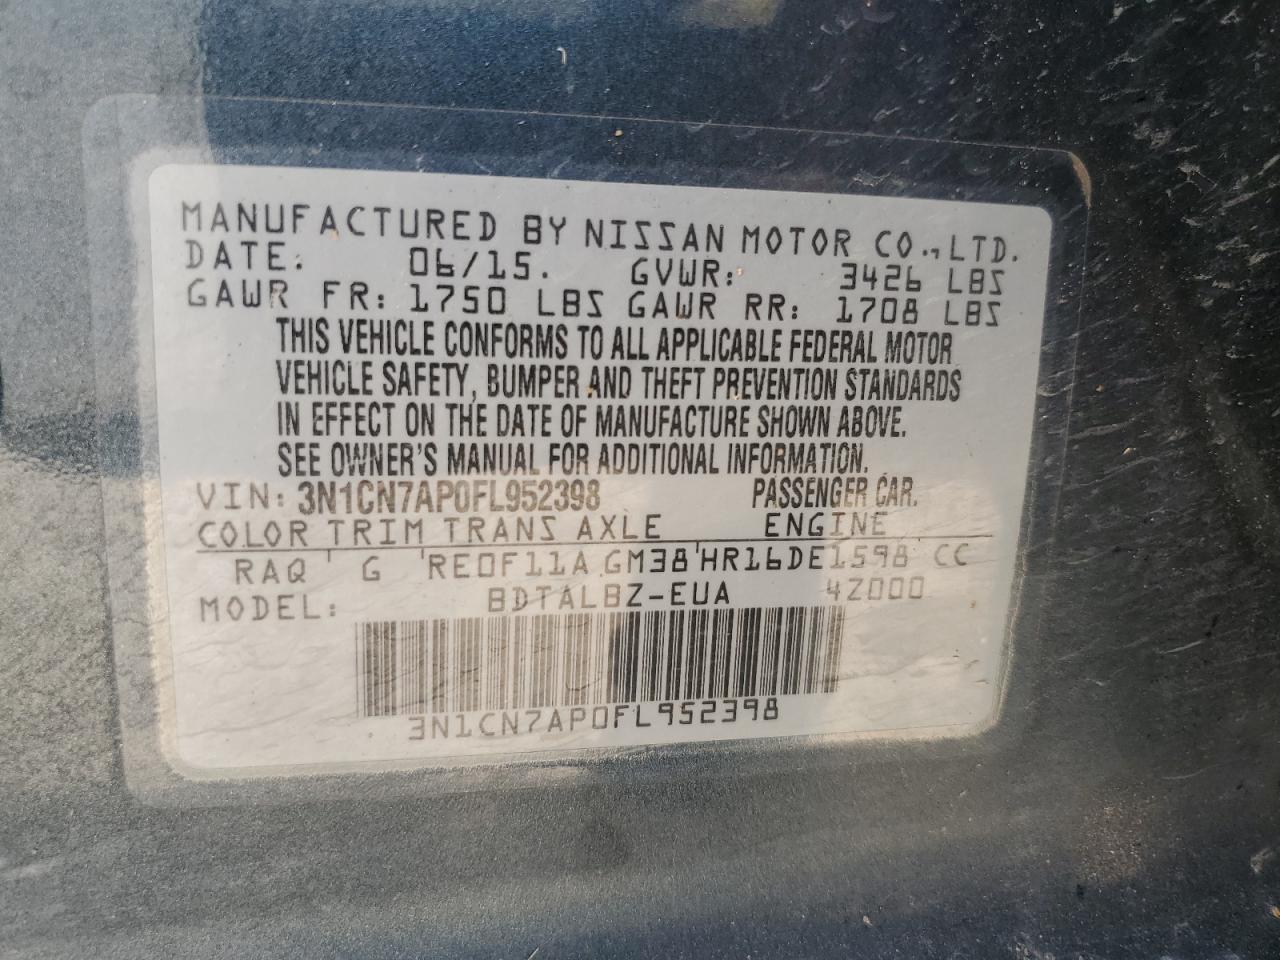 MANUFACTURED BY NISSAN MOTOR CO., LTD.
DATE: 06/15. GVWR: 3426 LBS
GAWR FR: 1750 LBS GAWR RR: 1708 LBS
THIS VEHICLE CONFORMS TO ALL APPLICABLE FEDERAL MOTOR
VEHICLE SAFETY, BUMPER AND THEFT PREVENTION STANDARDS
IN EFFECT ON THE DATE OF MANUFACTURE SHOWN ABOVE.
SEE OWNER'S MANUAL FOR ADDITIONAL INFORMATION.
VIN: 3N1CN7AP0FL952398 PASSENGER CAR.
COLOR TRIM TRANS AXLE ENGINE
RAQ G RE0F11A GM38 HR16DE1598 CC
MODEL: BDTALBZ-EUA 4Z000
3N1CN7AP0FL952398